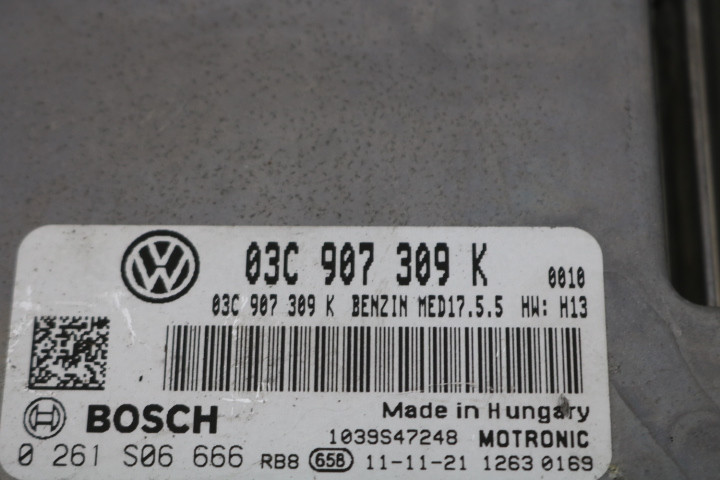 03C 907 309 K 0010
03C 907 309 K BENZIN MED17.5.5 HW: H13
BOSCH Made in Hungary
1039S47248 MOTRONIC
0 261 S06 666 RB8 658 11-11-21 1263 0169